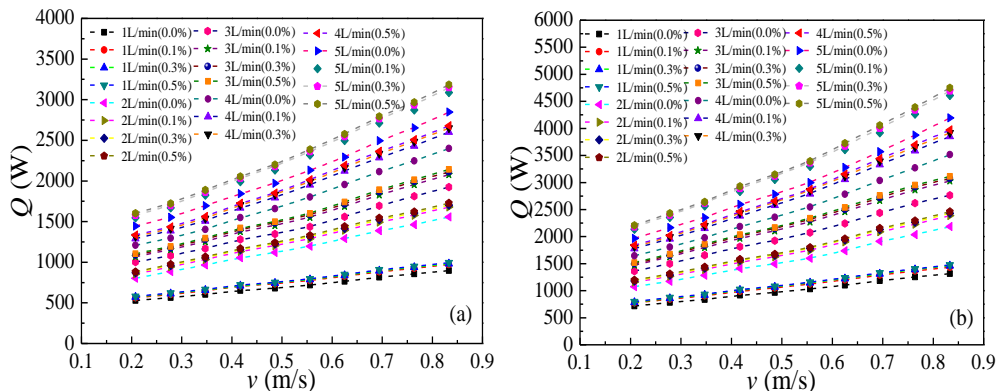 4000
3500
3000
2500
2000
1500
1000
500
0
Q (W)
1L/min(0.0%)
1L/min(0.1%)
1L/min(0.3%)
1L/min(0.5%)
2L/min(0.0%)
2L/min(0.1%)
2L/min(0.3%)
2L/min(0.5%)
3L/min(0.0%)
3L/min(0.1%)
3L/min(0.3%)
3L/min(0.5%)
4L/min(0.0%)
4L/min(0.1%)
4L/min(0.3%)
4L/min(0.5%)
5L/min(0.0%)
5L/min(0.1%)
5L/min(0.3%)
5L/min(0.5%)
(a)
0.1 0.2 0.3 0.4 0.5 0.6 0.7 0.8 0.9
v (m/s)
6000
5500
5000
4500
4000
3500
3000
2500
2000
1500
1000
500
0
Q (W)
1L/min(0.0%)
1L/min(0.1%)
1L/min(0.3%)
1L/min(0.5%)
2L/min(0.0%)
2L/min(0.1%)
2L/min(0.3%)
2L/min(0.5%)
3L/min(0.0%)
3L/min(0.1%)
3L/min(0.3%)
3L/min(0.5%)
4L/min(0.0%)
4L/min(0.1%)
4L/min(0.3%)
4L/min(0.5%)
5L/min(0.0%)
5L/min(0.1%)
5L/min(0.3%)
5L/min(0.5%)
(b)
0.1 0.2 0.3 0.4 0.5 0.6 0.7 0.8 0.9
v (m/s)